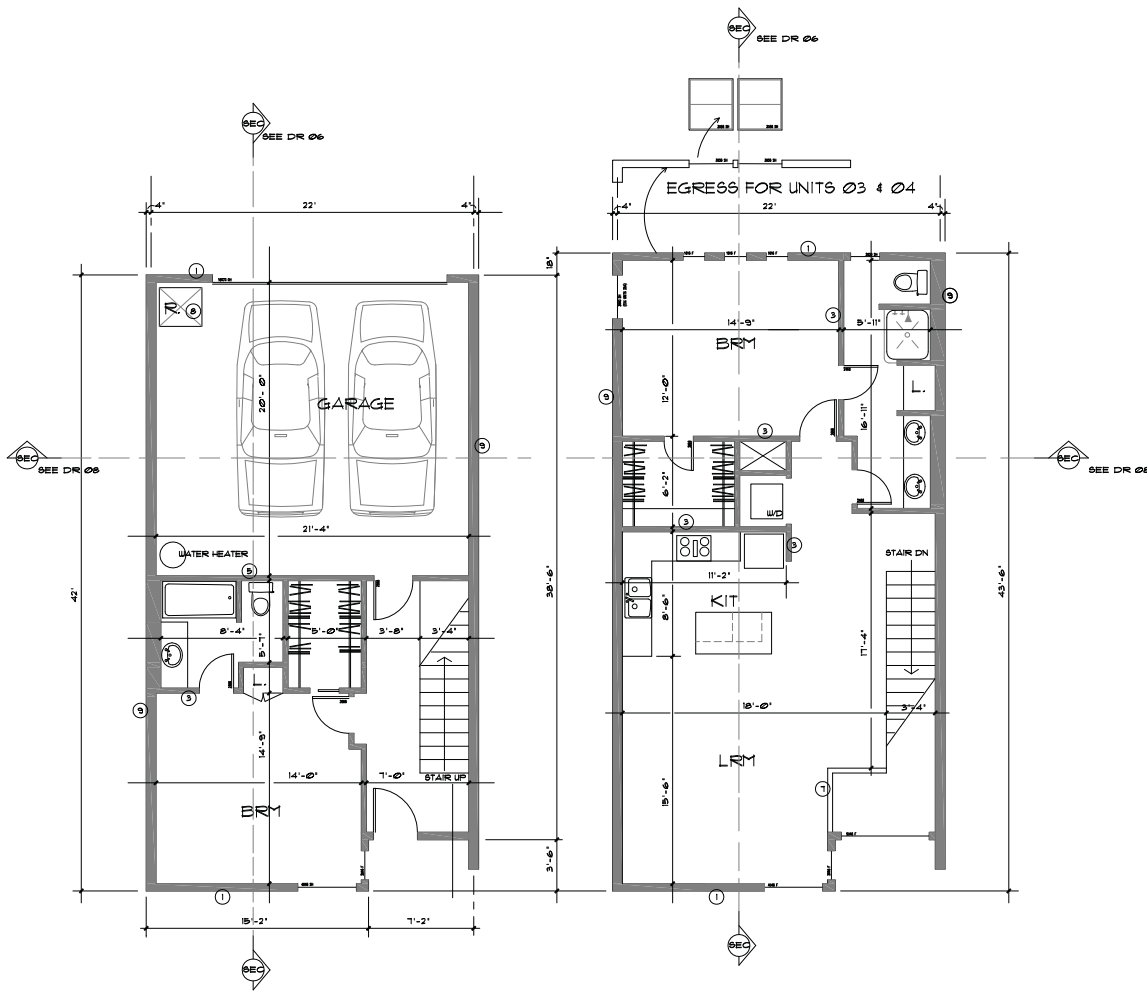 SEC
SEE DR 06
EGRESS FOR UNITS 03 & 04
4"
22'
4"
SEC
SEE DR 06
4"
22'
4"
1
R.
8
GARAGE
20'-0"
9
SEC
SEE DR 08
21'-4"
WATER HEATER
5
42'
8'-4"
5'-0"
3'-8"
3'-4"
5'-1"
L.
3
9
14'-9"
14'-0"
7'-0"
STAIR UP
BRM
1
15'-2"
7'-2"
SEC
18"
38'-6"
3'-6"
1
9
3
14'-9"
5'-11"
BRM
12'-0"
9
L.
16'-11"
3
SEC
SEE DR 08
6'-2"
W/D
3
3
STAIR DN
11'-2"
KIT
8'-6"
43'-6"
17'-4"
18'-0"
3'-4"
LRM
15'-6"
7
1
SEC